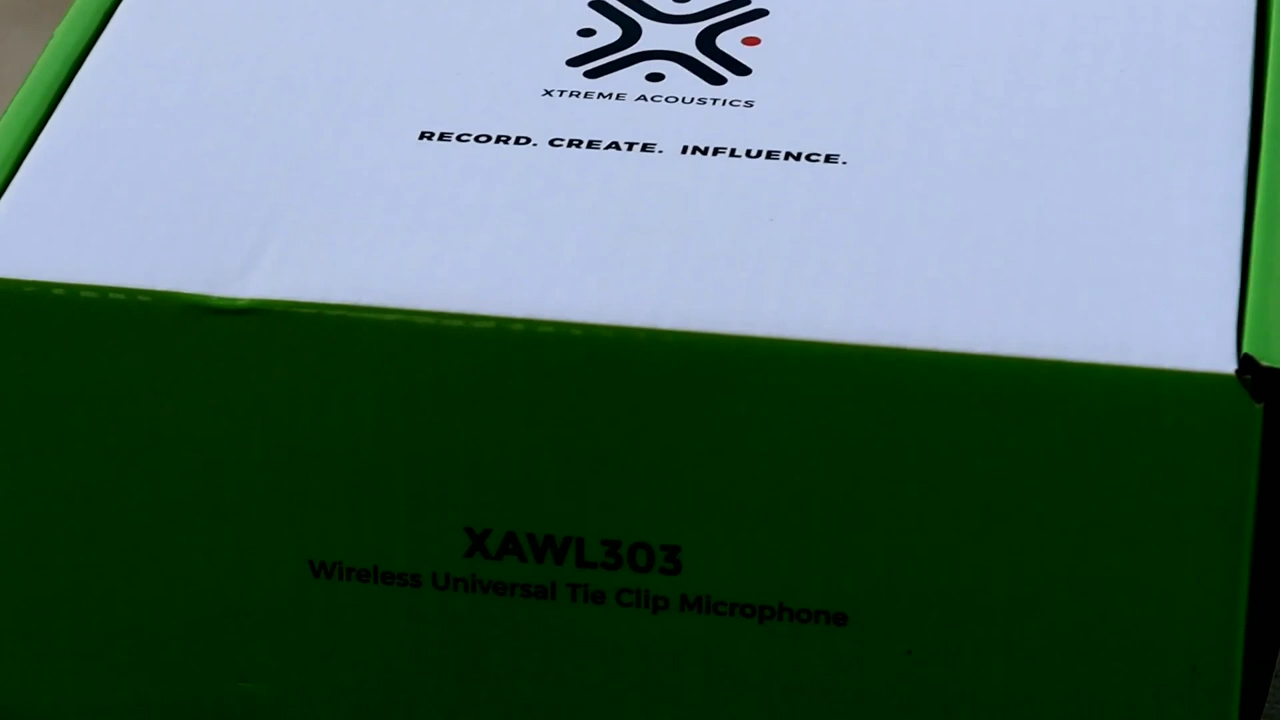 XTREME ACOUSTICS
RECORD. CREATE. INFLUENCE.
XAWL303
Wireless Universal Tie Clip Microphone